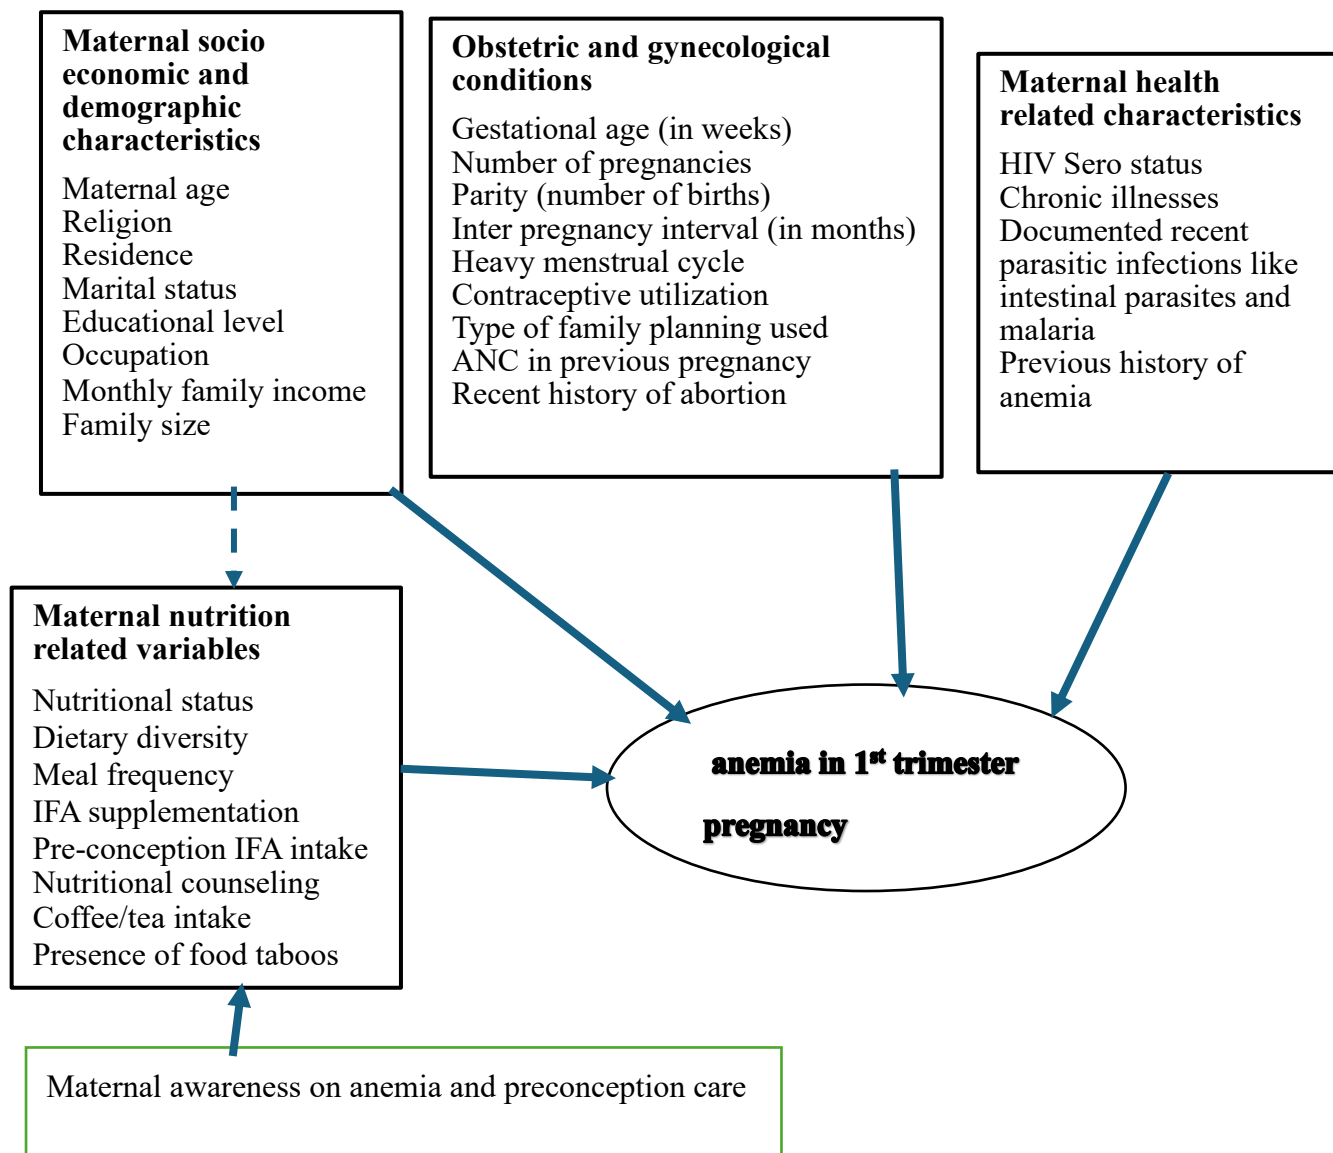 Maternal socio
economic and
demographic
characteristics
Maternal age
Religion
Residence
Marital status
Educational level
Occupation
Monthly family income
Family size
Obstetric and gynecological
conditions
Gestational age (in weeks)
Number of pregnancies
Parity (number of births)
Inter pregnancy interval (in months)
Heavy menstrual cycle
Contraceptive utilization
Type of family planning used
ANC in previous pregnancy
Recent history of abortion
Maternal health
related characteristics
HIV Sero status
Chronic illnesses
Documented recent
parasitic infections like
intestinal parasites and
malaria
Previous history of
anemia
Maternal nutrition
related variables
Nutritional status
Dietary diversity
Meal frequency
IFA supplementation
Pre-conception IFA intake
Nutritional counseling
Coffee/tea intake
Presence of food taboos
anemia in 1st trimester
pregnancy
Maternal awareness on anemia and preconception care